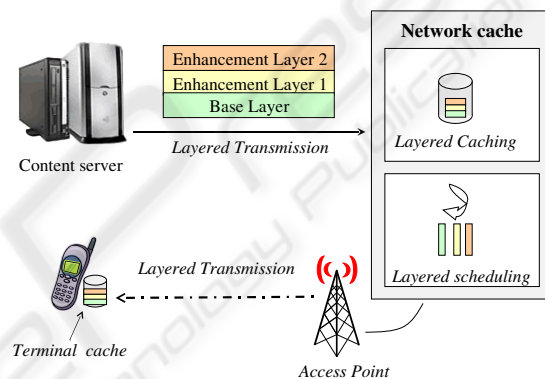 Network cache
Enhancement Layer 2
Enhancement Layer 1
Base Layer
Layered Transmission
Content server
Layered Caching
Layered scheduling
Layered Transmission
Terminal cache
Access Point